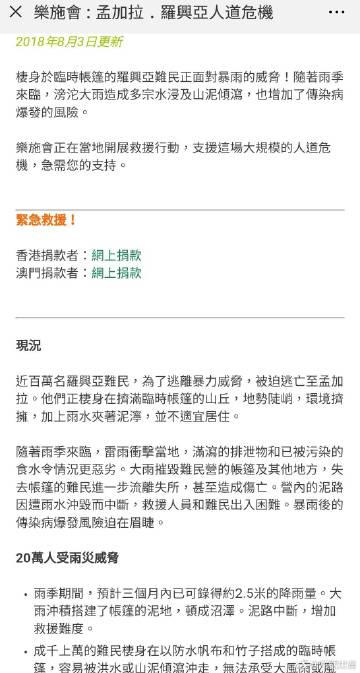 樂施會 : 孟加拉．羅興亞人道危機
2018年8月3日更新
棲身於臨時帳篷的羅興亞難民正面對暴雨的威脅！隨著雨季
來臨，滂沱大雨造成多宗水浸及山泥傾瀉，也增加了傳染病
爆發的風險。
樂施會正在當地開展救援行動，支援這場大規模的人道危
機，急需您的支持。
緊急救援！
香港捐款者：網上捐款
澳門捐款者：網上捐款
現況
近百萬名羅興亞難民，為了逃離暴力威脅，被迫逃亡至孟加
拉。他們正棲身在擠滿臨時帳篷的山丘，地勢陡峭，環境擠
擁，加上雨水夾著泥濘，並不適宜居住。
隨著雨季來臨，雷雨衝擊當地，滿瀉的排泄物和已被污染的
食水令情況更惡劣。大雨摧毀難民營的帳篷及其他地方，失
去帳篷的難民進一步流離失所，甚至造成傷亡。營內的泥路
因遭雨水沖毀而中斷，救援人員和難民出入困難。暴雨後的
傳染病爆發風險迫在眉睫。
20萬人受雨災威脅
雨季期間，預計三個月內已可錄得約2.5米的降雨量。大
雨沖積搭建了帳篷的泥地，頓成沼澤。泥路中斷，增加
救援難度。
成千上萬的難民棲身在以防水帆布和竹子搭成的臨時帳
篷，容易被洪水或山泥傾瀉沖走，無法承受大風雨或風